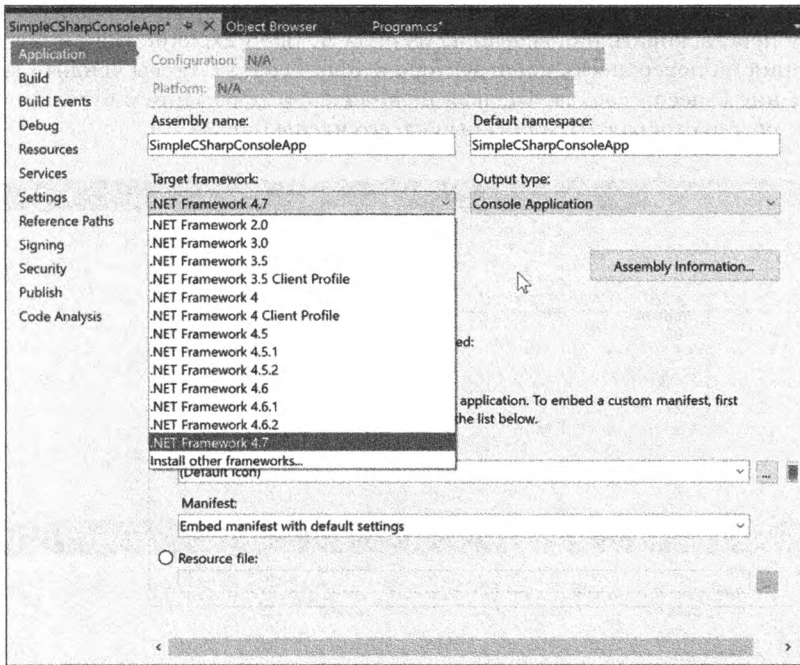 SimpleCSharpConsoleApp* Object Browser Program.cs*
Application
Build
Build Events
Debug
Resources
Services
Settings
Reference Paths
Signing
Security
Publish
Code Analysis
Configuration: N/A
Platform: N/A
Assembly name: Default namespace:
SimpleCSharpConsoleApp SimpleCSharpConsoleApp
Target framework: Output type:
.NET Framework 4.7 Console Application
.NET Framework 2.0
.NET Framework 3.0
.NET Framework 3.5
.NET Framework 3.5 Client Profile
.NET Framework 4
.NET Framework 4 Client Profile
.NET Framework 4.5
.NET Framework 4.5.1
.NET Framework 4.5.2
.NET Framework 4.6
.NET Framework 4.6.1
.NET Framework 4.6.2
.NET Framework 4.7
Install other frameworks...
Assembly Information...
ed:
application. To embed a custom manifest, first
the list below.
(Default Icon) ...
Manifest:
Embed manifest with default settings
Resource file:
...